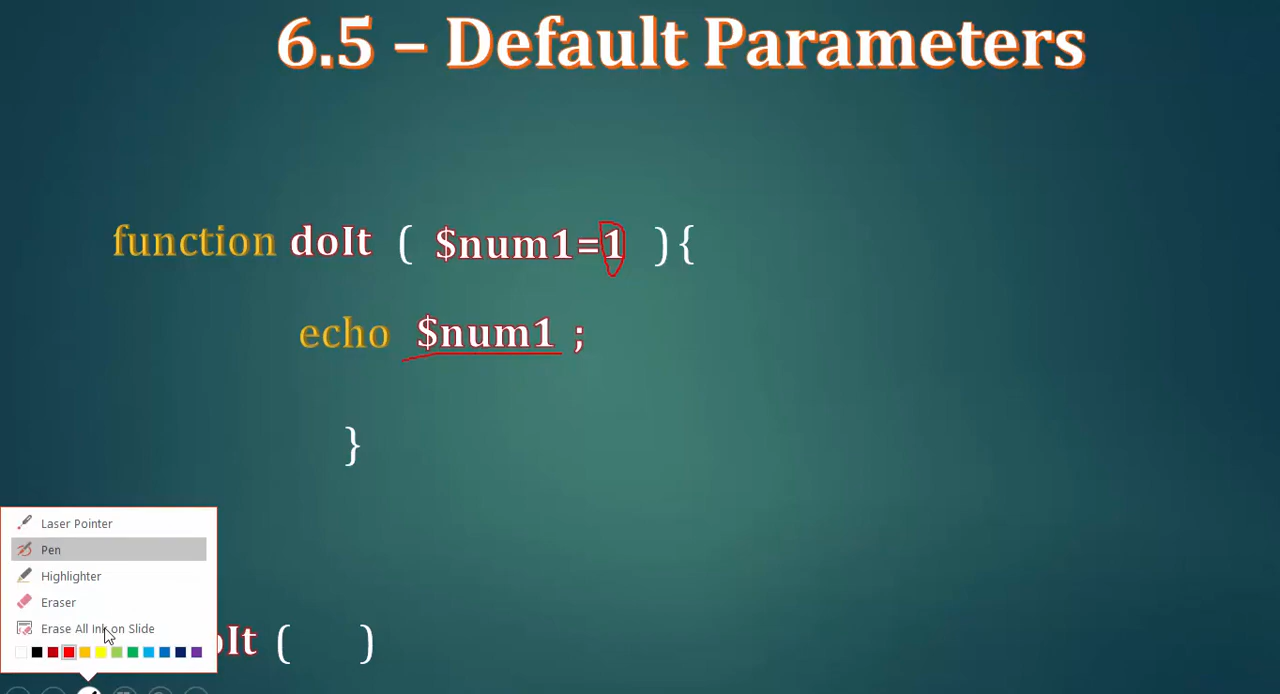 6.5 – Default Parameters
function doIt ( $num1=1 ){
echo $num1 ;
}
Laser Pointer
Pen
Highlighter
Eraser
Erase All Ink on Slide
( )